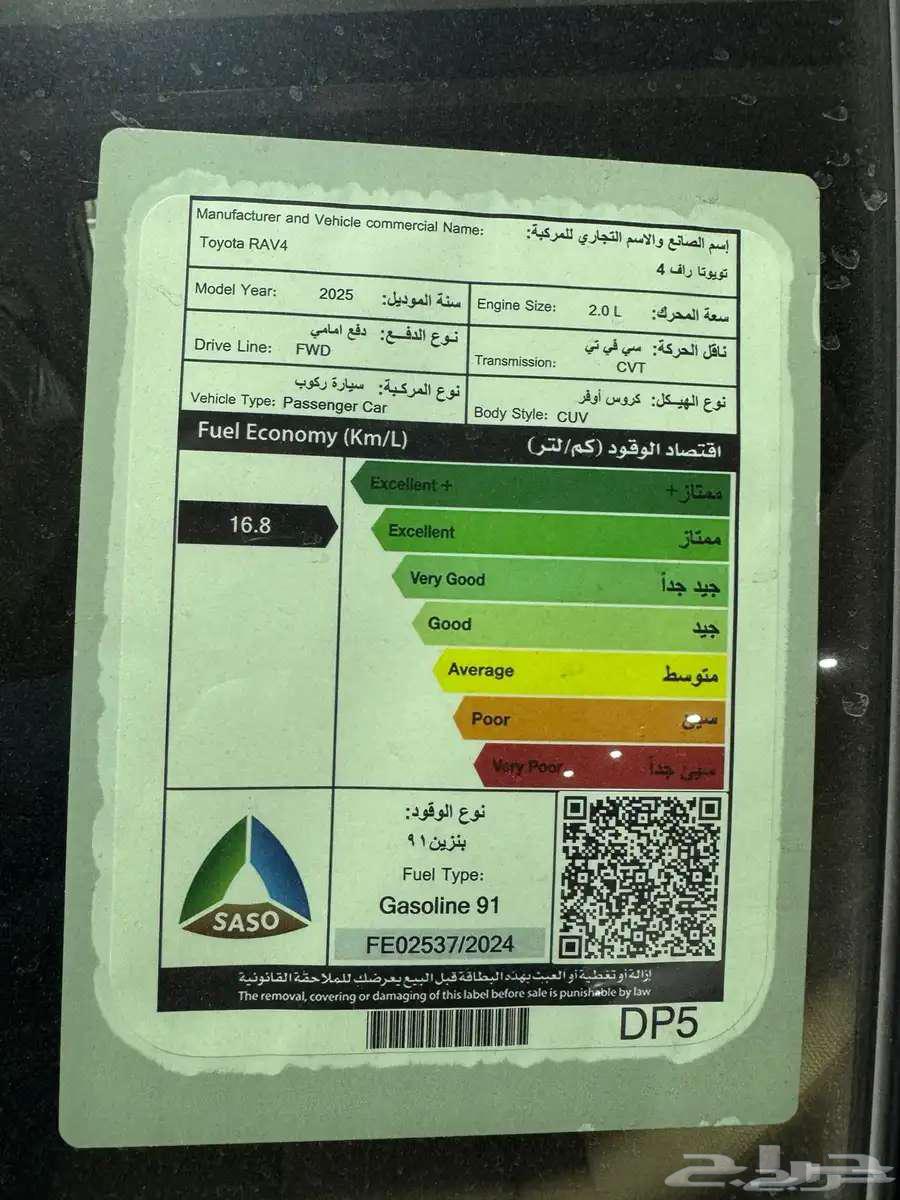 Manufacturer and Vehicle commercial Name:
إسم الصانع والاسم التجاري للمركبة:
Toyota RAV4
تويوتا راف 4
Model Year: 2025 سنة الموديل:
Engine Size: 2.0 L سعة المحرك:
نوع الدفـــع: دفع امامي
Drive Line: FWD
ناقل الحركة: سي في تي
Transmission: CVT
نوع المركبة: سيارة ركوب
Vehicle Type: Passenger Car
نوع الهيــكل: كروس أوفر
Body Style: CUV
Fuel Economy (Km/L) اقتصاد الوقود (كم/لتر)
Excellent + ممتاز+
16.8
Excellent ممتاز
Very Good جيد جداً
Good جيد
Average متوسط
Poor سيئ
Very Poor سيئ جداً
نوع الوقود:
بنزين٩١
Fuel Type:
Gasoline 91
FE02537/2024
SASO
إزالة أو تغطية أو العبث بهذه البطاقة قبل البيع يعرضك للملاحقة القانونية
The removal, covering or damaging of this label before sale is punishable by law
DP5
حراج